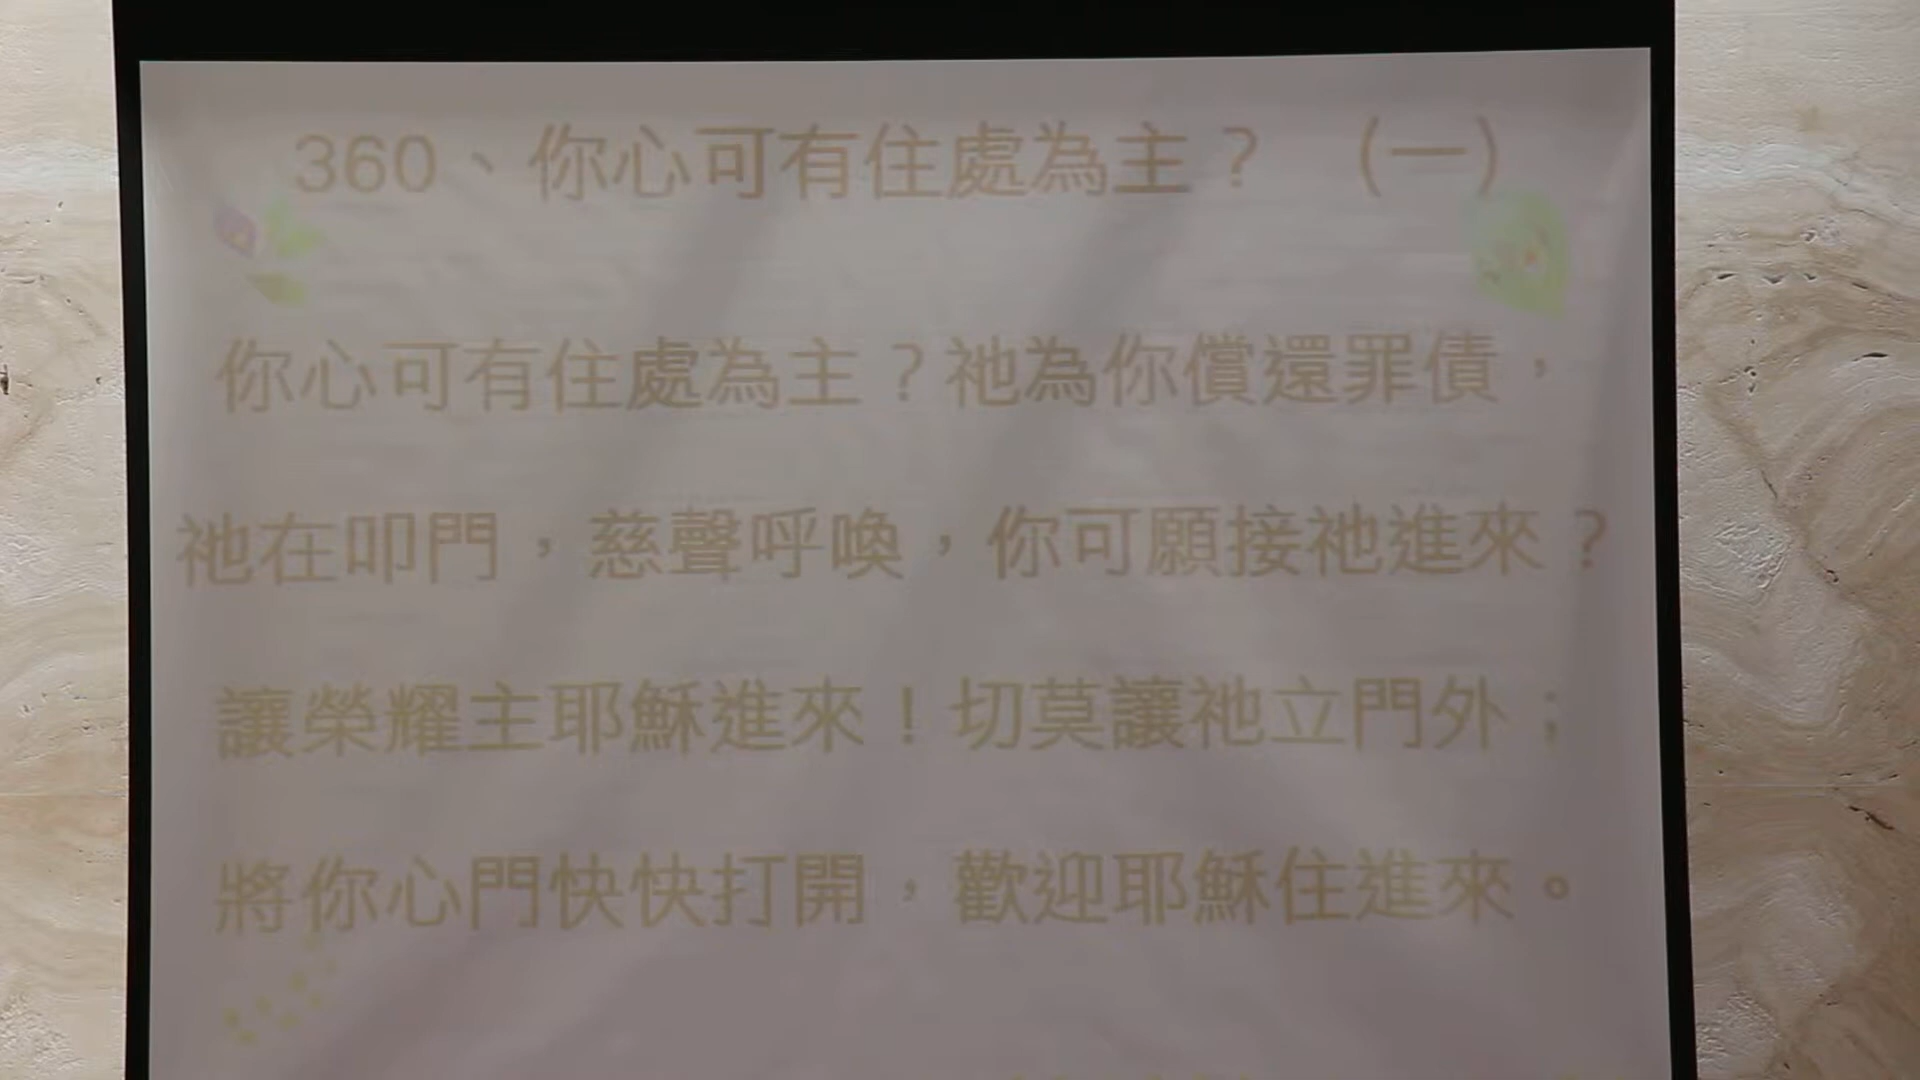 360、你心可有住處為主？ （一）
你心可有住處為主？祂為你償還罪債，
祂在叩門，慈聲呼喚，你可願接祂進來？
讓榮耀主耶穌進來！切莫讓祂立門外；
將你心門快快打開，歡迎耶穌住進來。